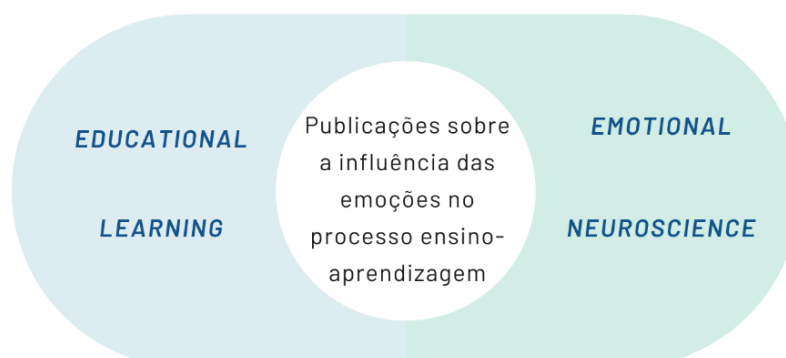 EDUCATIONAL
LEARNING
Publicações sobre
a influência das
emoções no
processo ensino-
aprendizagem
EMOTIONAL
NEUROSCIENCE